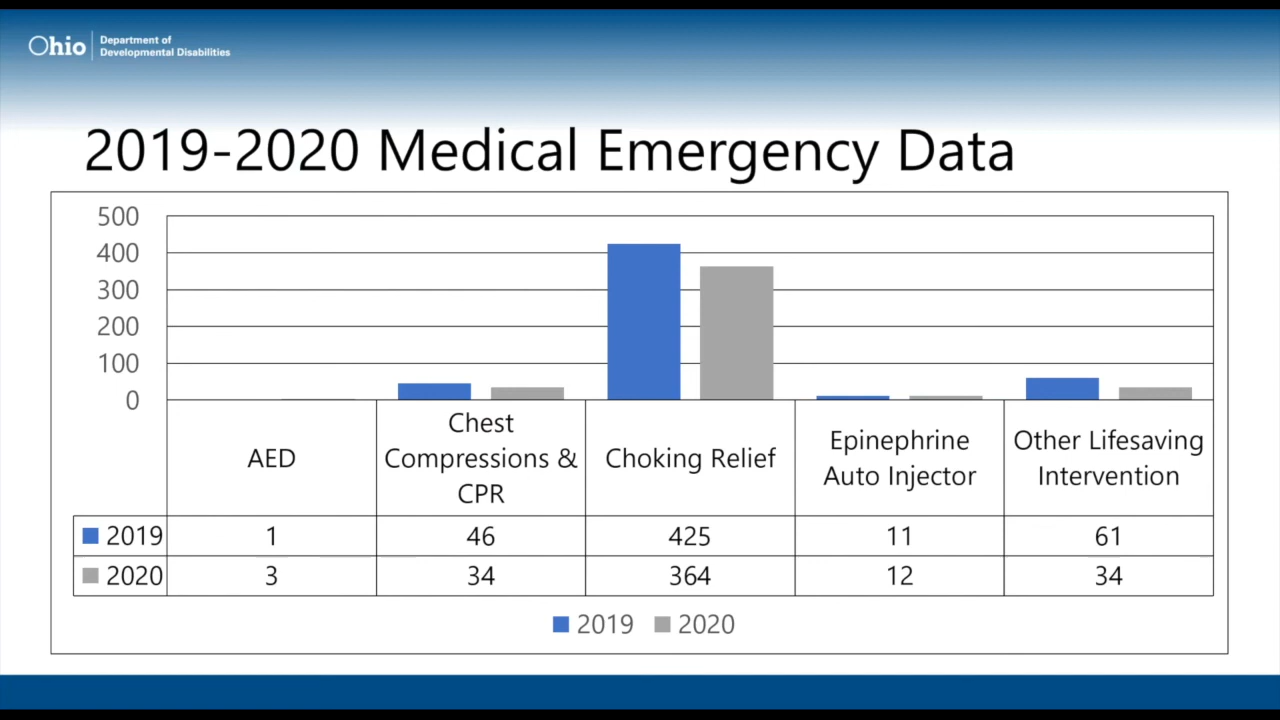 Ohio
Department of
Developmental Disabilities
2019-2020 Medical Emergency Data
500
400
300
200
100
0
AED
Chest
Compressions &
CPR
Choking Relief
Epinephrine
Auto Injector
Other Lifesaving
Intervention
2019 1 46 425 11 61
2020 3 34 364 12 34
2019 2020